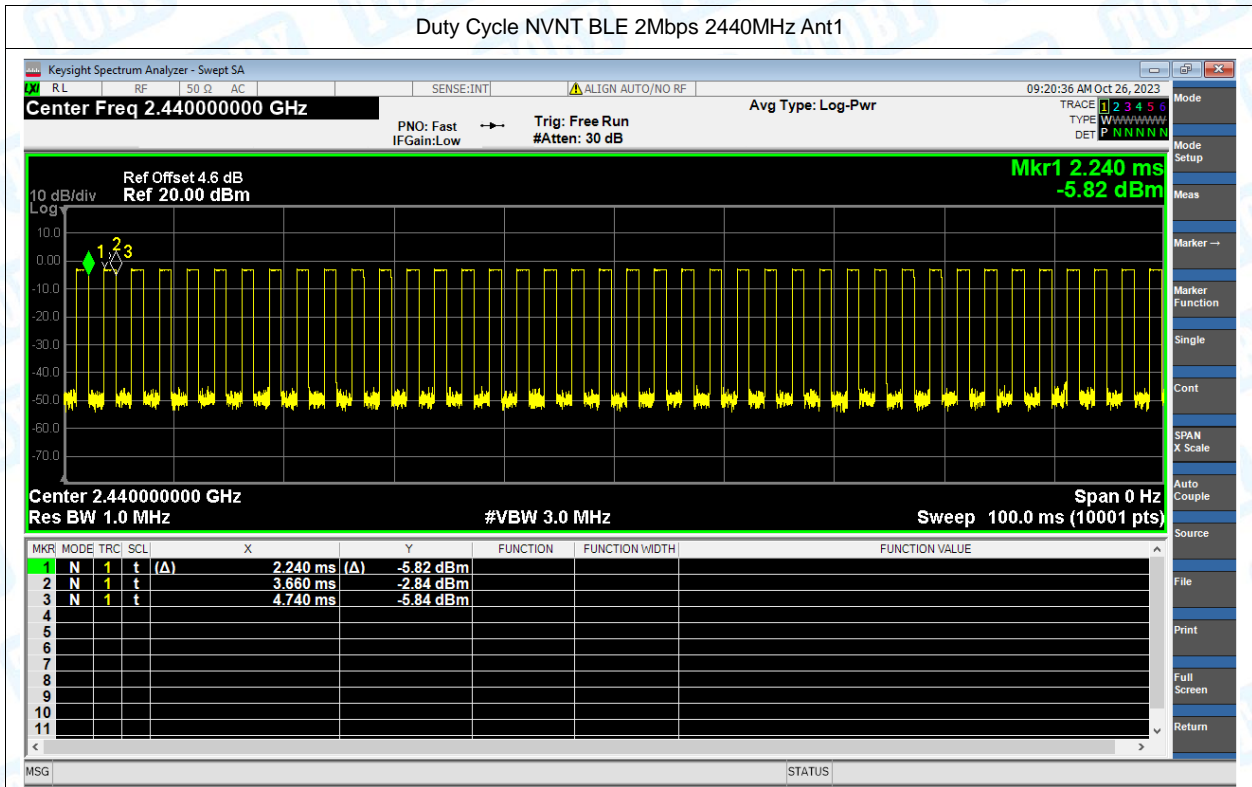 Duty Cycle NVNT BLE 2Mbps 2440MHz Ant1
Keysight Spectrum Analyzer - Swept SA
LXI RL RF 50 Ω AC SENSE:INT ALIGN AUTO/NO RF 09:20:36 AM Oct 26, 2023
Center Freq 2.440000000 GHz
Avg Type: Log-Pwr
TRACE 1 2 3 4 5 6
TYPE WWWWWW
DET P N N N N N
PNO: Fast
IFGain:Low
Trig: Free Run
#Atten: 30 dB
Ref Offset 4.6 dB
Ref 20.00 dBm
10 dB/div
Log
Mkr1 2.240 ms
-5.82 dBm
10.0
0.00
-10.0
-20.0
-30.0
-40.0
-50.0
-60.0
-70.0
1
2
3
Center 2.440000000 GHz
Span 0 Hz
Res BW 1.0 MHz
#VBW 3.0 MHz
Sweep 100.0 ms (10001 pts)
MKR MODE TRC SCL X Y FUNCTION FUNCTION WIDTH FUNCTION VALUE
1 N 1 t (Δ) 2.240 ms (Δ) -5.82 dBm
2 N 1 t 3.660 ms -2.84 dBm
3 N 1 t 4.740 ms -5.84 dBm
4
5
6
7
8
9
10
11
MSG
STATUS
Mode
Mode
Setup
Meas
Marker→
Marker
Function
Single
Cont
SPAN
X Scale
Auto
Couple
Source
File
Print
Full
Screen
Return
TOBY